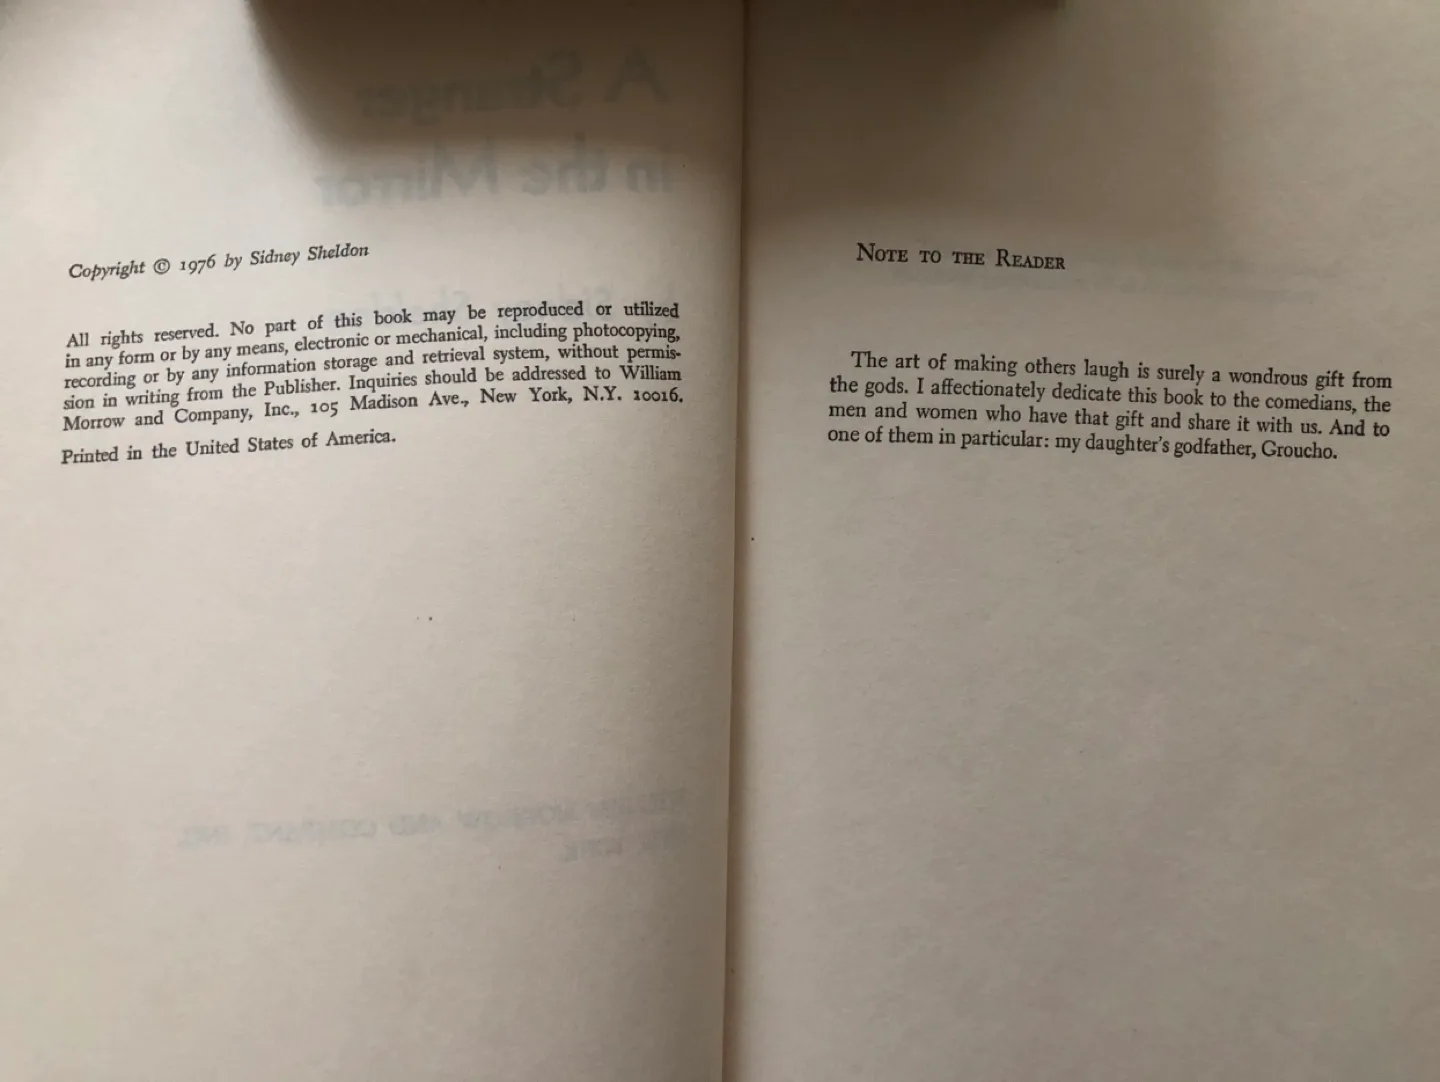 A Stranger
in the Mirror
Copyright © 1976 by Sidney Sheldon
All rights reserved. No part of this book may be reproduced or utilized
in any form or by any means, electronic or mechanical, including photocopying,
recording or by any information storage and retrieval system, without permis-
sion in writing from the Publisher. Inquiries should be addressed to William
Morrow and Company, Inc., 105 Madison Ave., New York, N.Y. 10016.
Printed in the United States of America.
NOTE TO THE READER
The art of making others laugh is surely a wondrous gift from
the gods. I affectionately dedicate this book to the comedians, the
men and women who have that gift and share it with us. And to
one of them in particular: my daughter's godfather, Groucho.